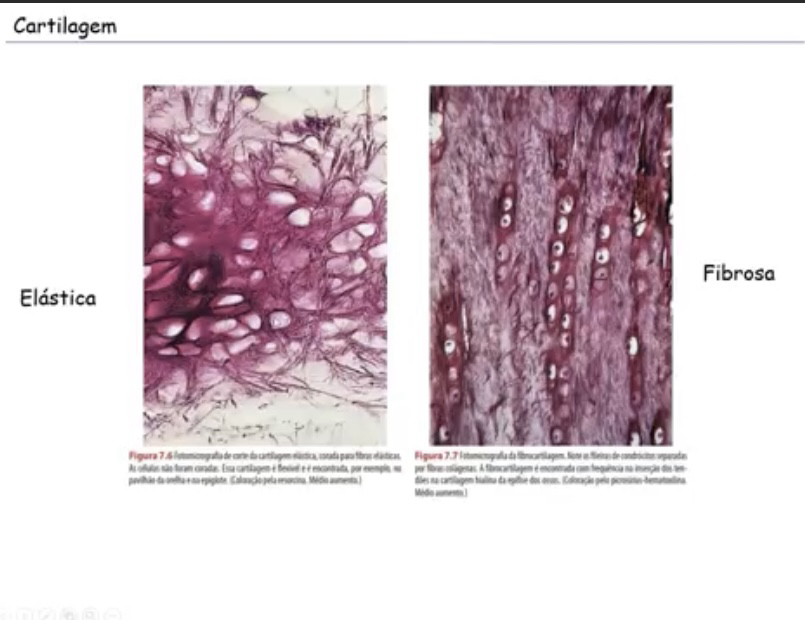 Cartilagem
Elástica
Fibrosa
Figura 7.6 Fotomicrografia de corte da cartilagem elástica, corada para fibras elásticas.
As células não foram coradas. Essa cartilagem é flexível e é encontrada, por exemplo, no
pavilhão da orelha e na epiglote. (Coloração pela resorcina. Médio aumento.)
Figura 7.7 Fotomicrografia da fibrocartilagem. Note as fileiras de condrócitos separadas
por fibras colágenas. A fibrocartilagem é encontrada com frequência na inserção dos ten-
dões na cartilagem hialina da epífise dos ossos. (Coloração pelo picrosirius-hematoxilina.
Médio aumento.)